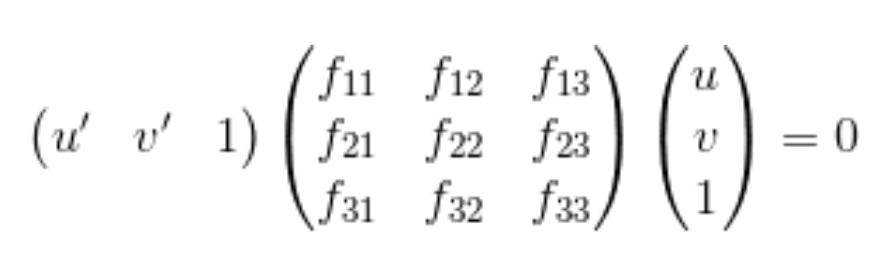 (u′ v′ 1) (f₁₁ f₁₂ f₁₃ ; f₂₁ f₂₂ f₂₃ ; f₃₁ f₃₂ f₃₃) (u ; v ; 1) = 0